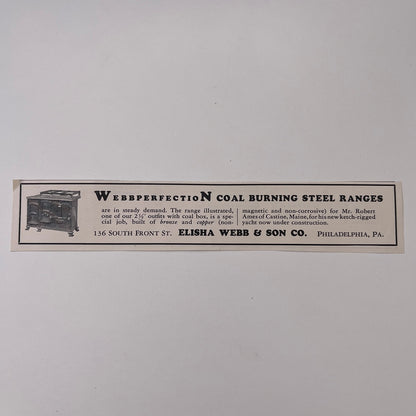 WEBBPERFECTION COAL BURNING STEEL RANGES
are in steady demand. The range illustrated,
one of our 2½' outfits with coal box, is a spe-
cial job, built of bronze and copper (non-
magnetic and non-corrosive) for Mr. Robert
Ames of Castine, Maine, for his new ketch-rigged
yacht now under construction.
136 SOUTH FRONT ST. ELISHA WEBB & SON CO. PHILADELPHIA, PA.